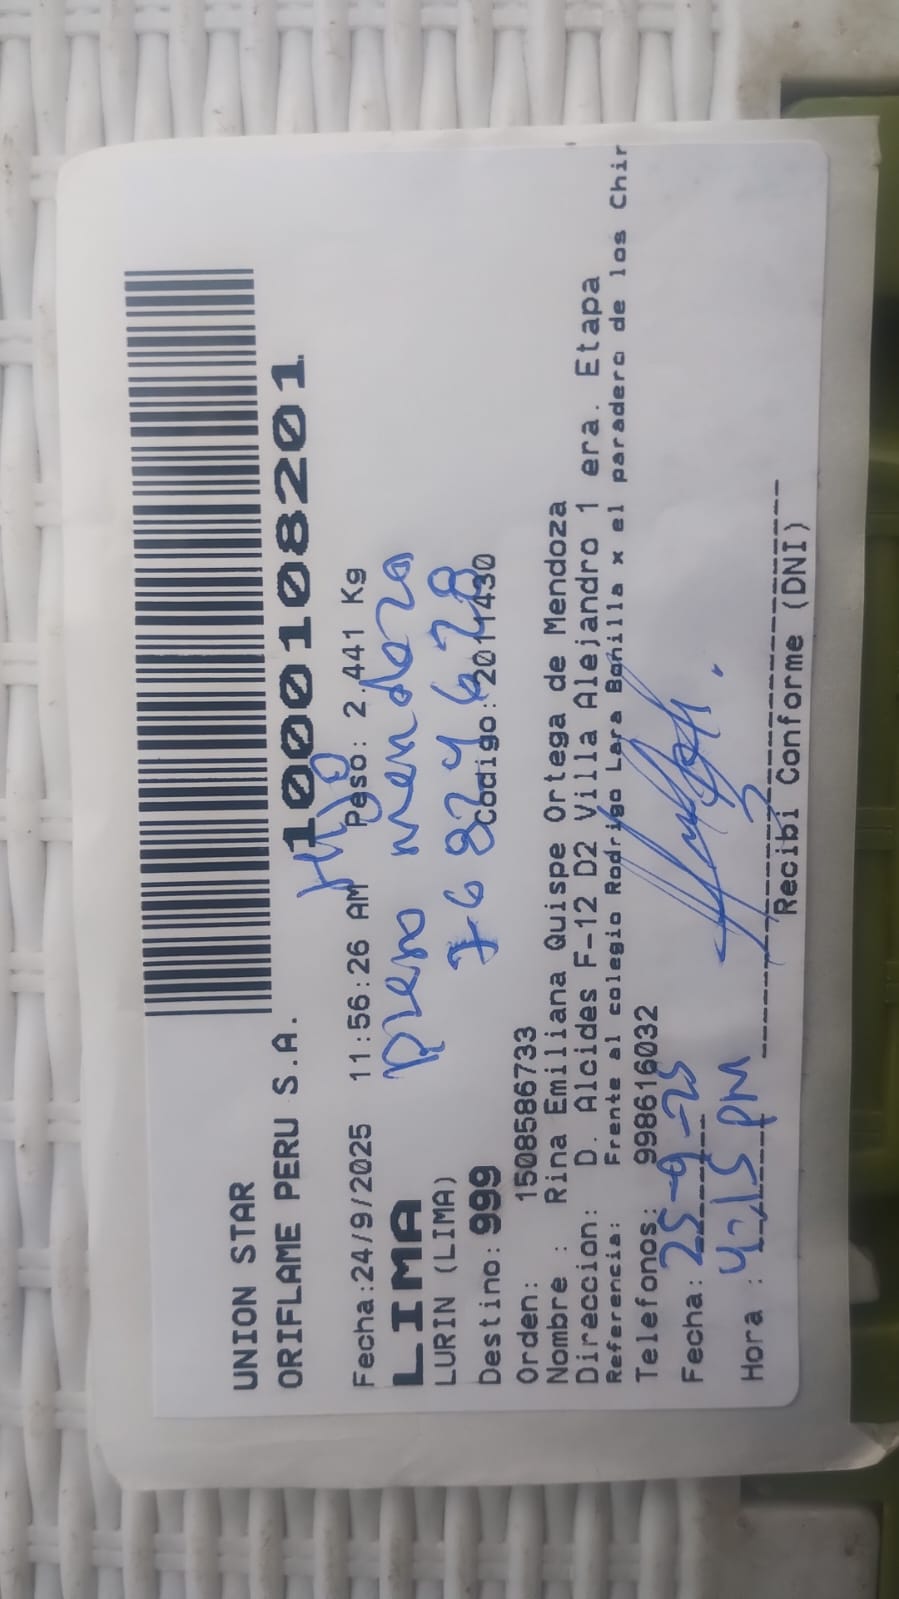 UNION STAR
ORIFLAME PERU S.A.
1000108201
Hijo
Fecha:24/9/2025 11:56:26 AM Peso: 2.441 Kg
LIMA
Piero Mendoza
LURIN (LIMA)
76824628
Destino:999 Codigo:2011430
Orden: 1508586733
Nombre : Rina Emiliana Quispe Ortega de Mendoza
Direccion: D. Alcides F-12 D2 Villa Alejandro 1 era. Etapa
Referencia: Frente al colegio Rodrigo Lara Bonilla x el paradero de los Chir
Telefonos: 998616032
Fecha: 25-9-25
Hora : 4:15 PM
Recibi Conforme (DNI)